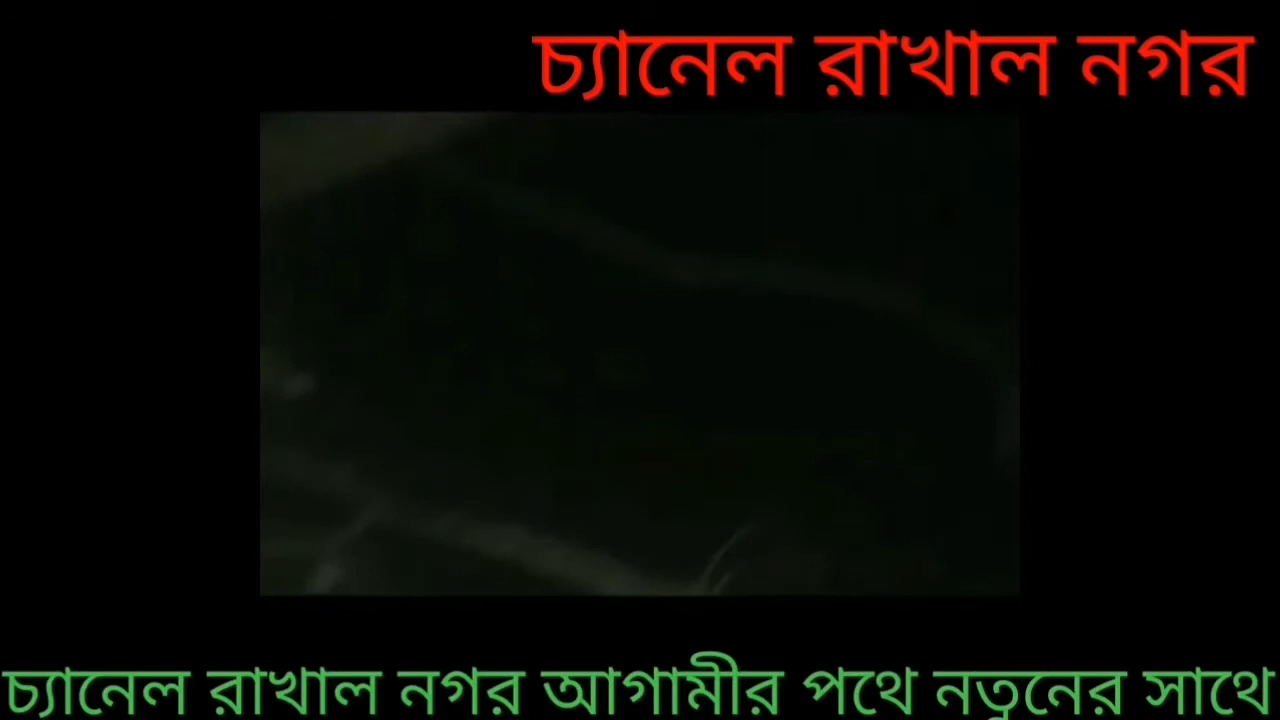 চ্যানেল রাখাল নগর
চ্যানেল রাখাল নগর আগামীর পথে নতুনের সাথে